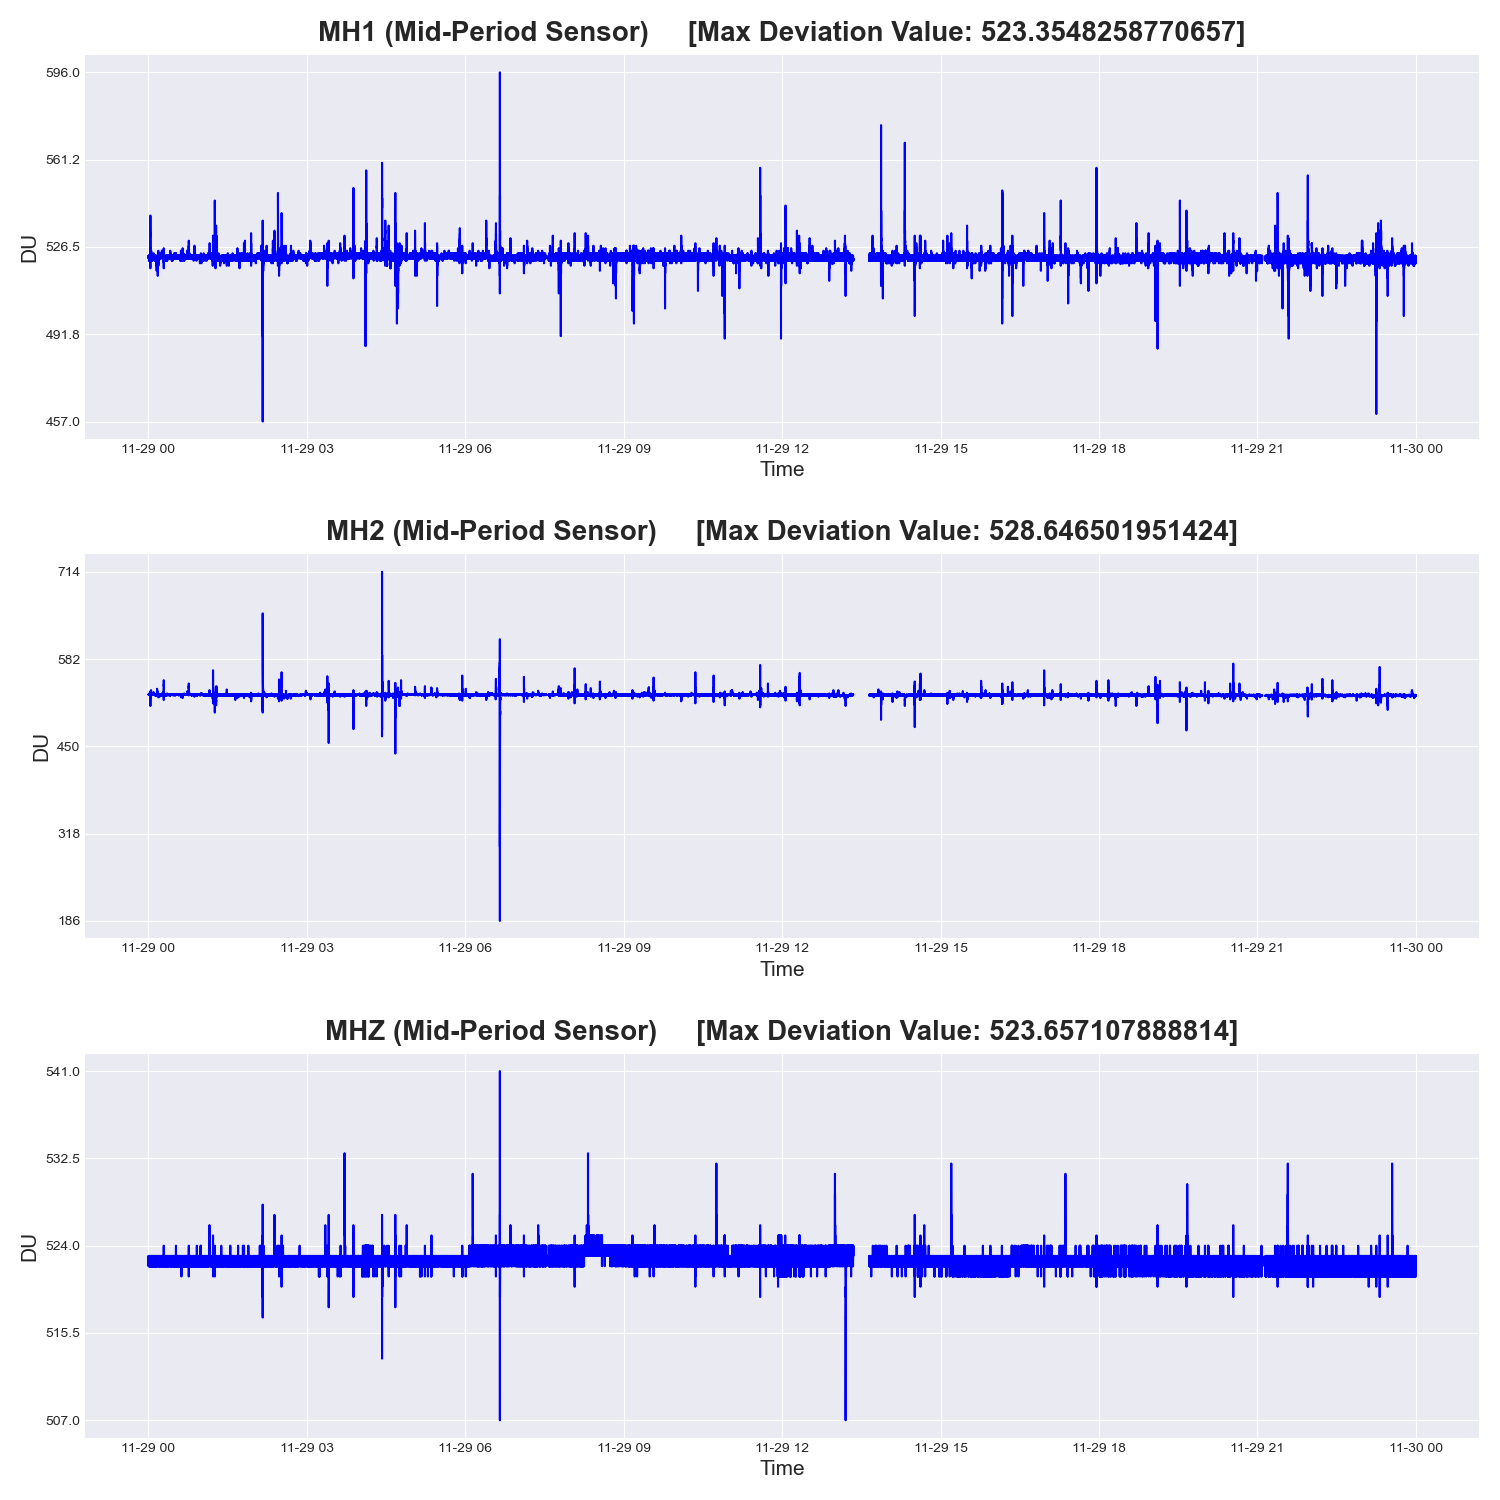 MH1 (Mid-Period Sensor) [Max Deviation Value: 523.3548258770657]
596.0
561.2
526.5
491.8
457.0
DU
11-29 00 11-29 03 11-29 06 11-29 09 11-29 12 11-29 15 11-29 18 11-29 21 11-30 00
Time
MH2 (Mid-Period Sensor) [Max Deviation Value: 528.646501951424]
714
582
450
318
186
DU
11-29 00 11-29 03 11-29 06 11-29 09 11-29 12 11-29 15 11-29 18 11-29 21 11-30 00
Time
MHZ (Mid-Period Sensor) [Max Deviation Value: 523.657107888814]
541.0
532.5
524.0
515.5
507.0
DU
11-29 00 11-29 03 11-29 06 11-29 09 11-29 12 11-29 15 11-29 18 11-29 21 11-30 00
Time